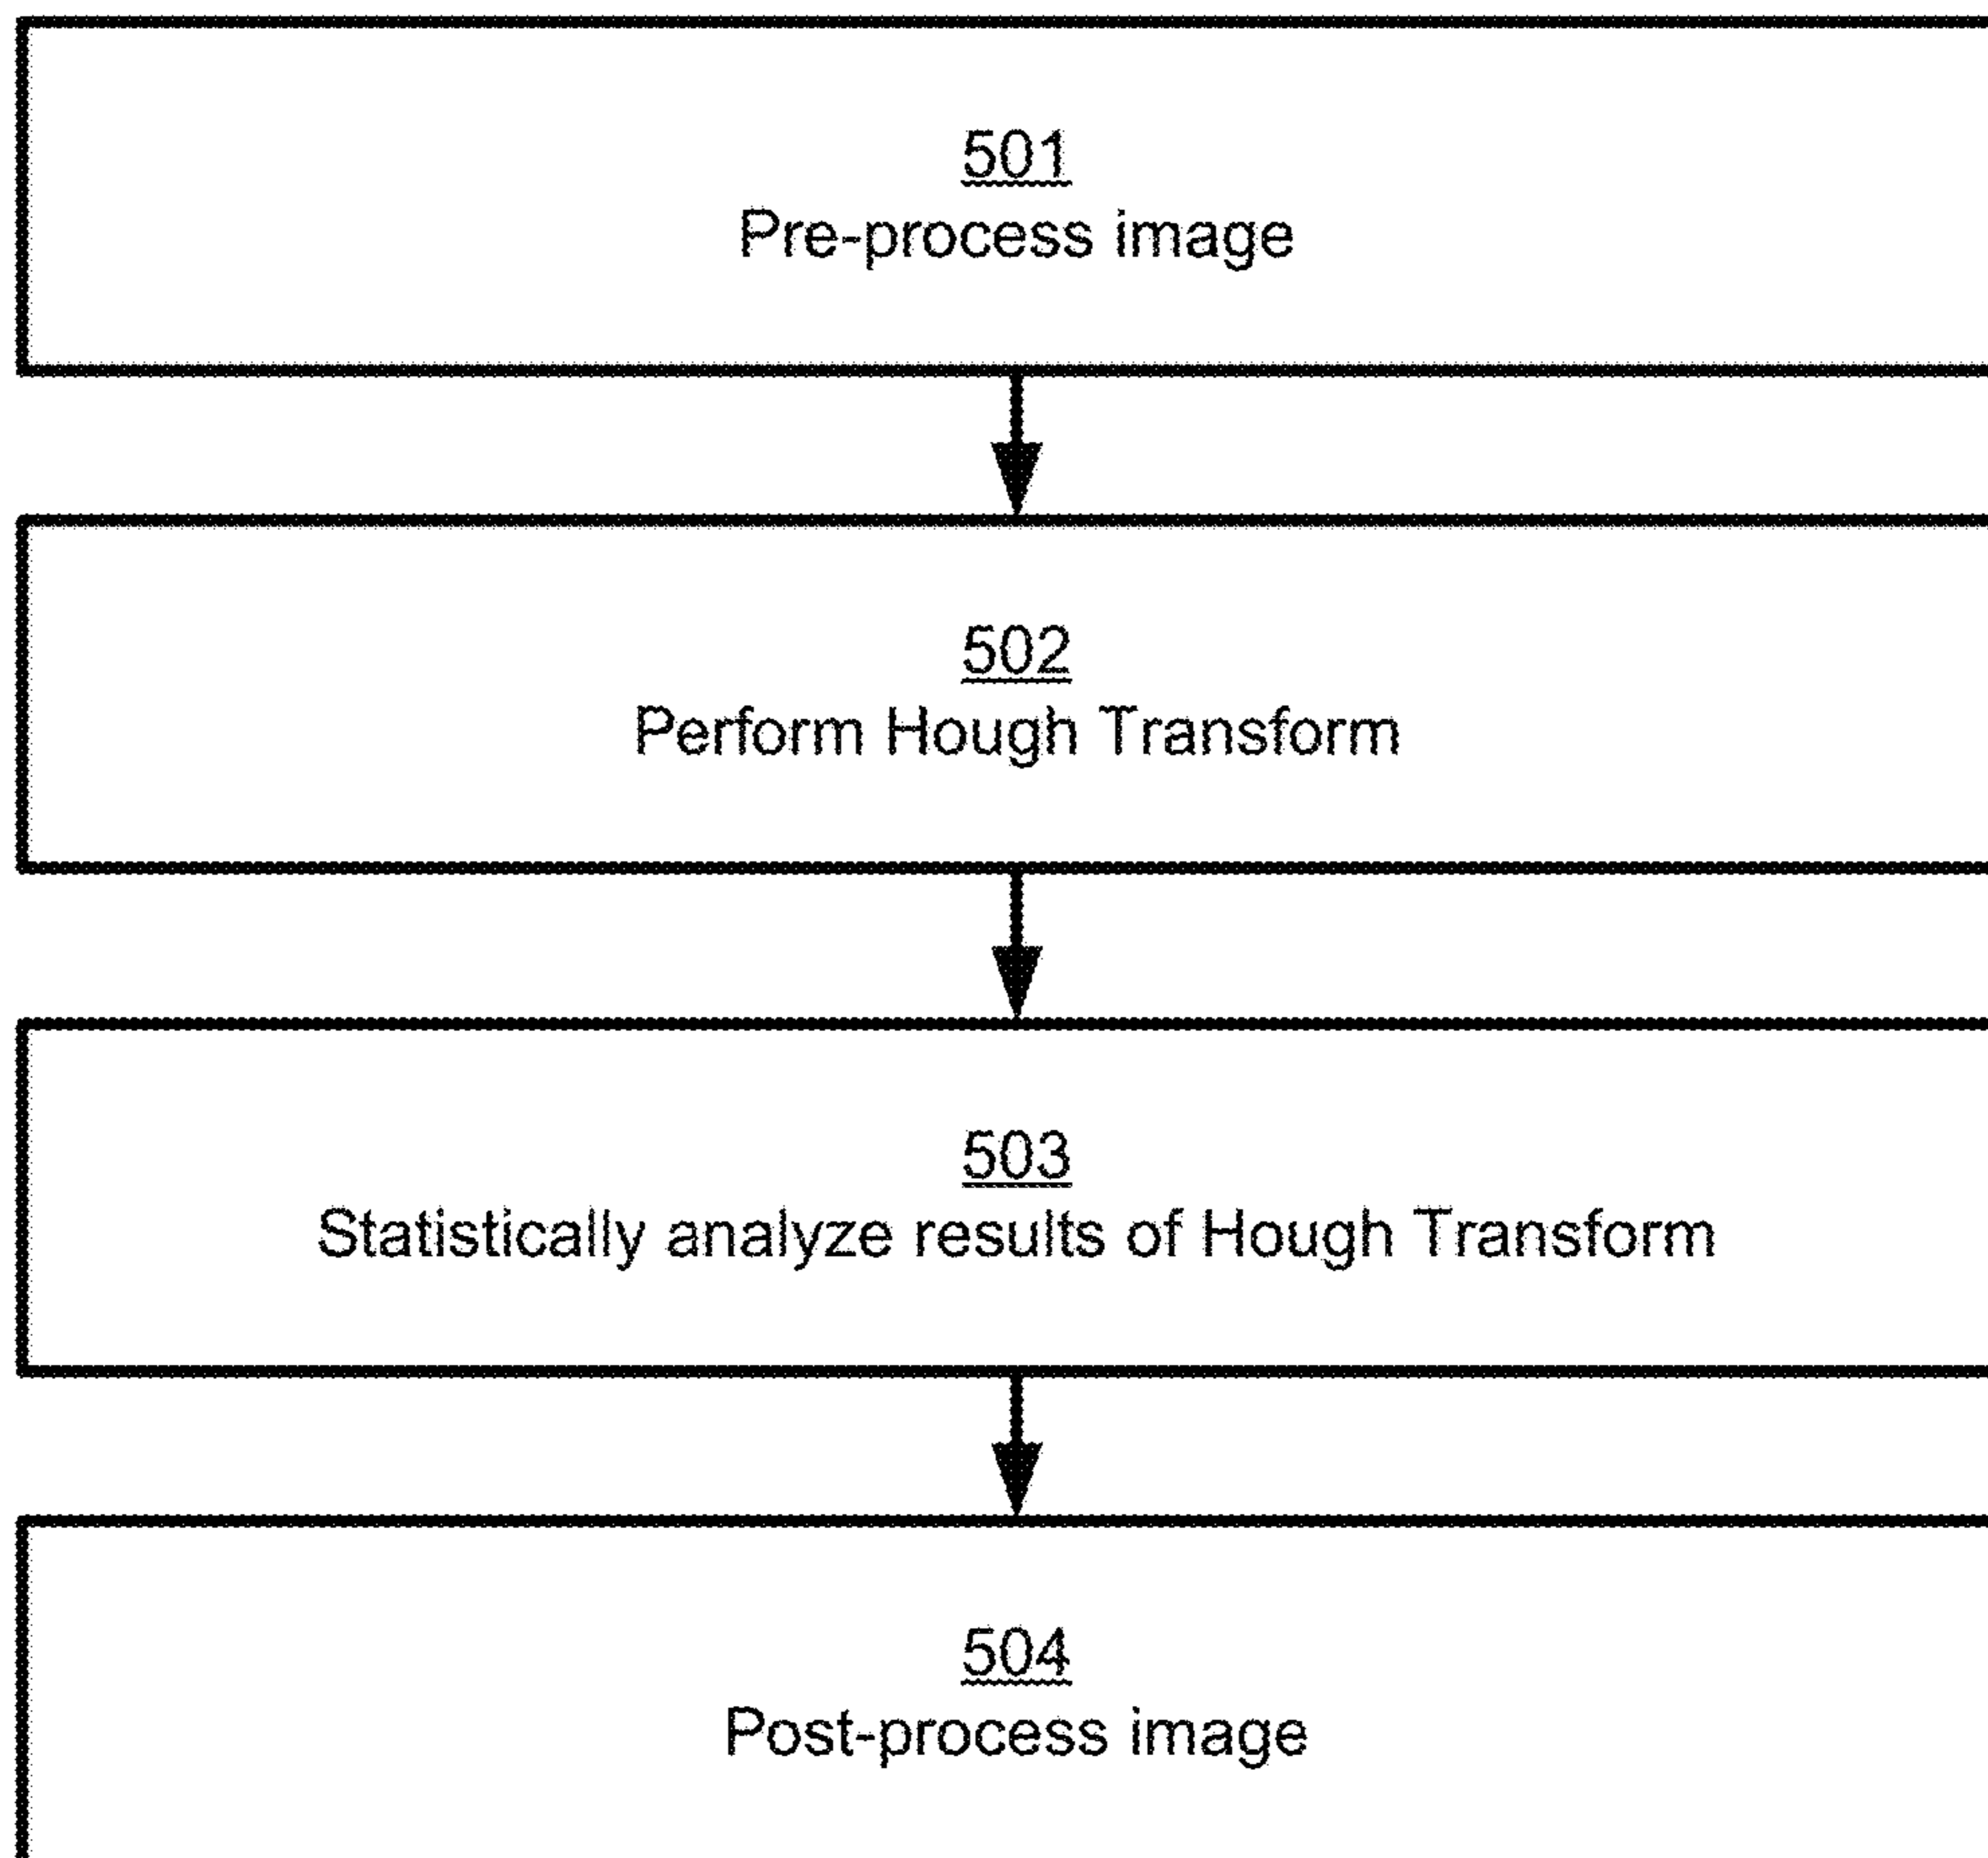 501
Pre-process image
502
Perform Hough Transform
503
Statistically analyze results of Hough Transform
504
Post-process image